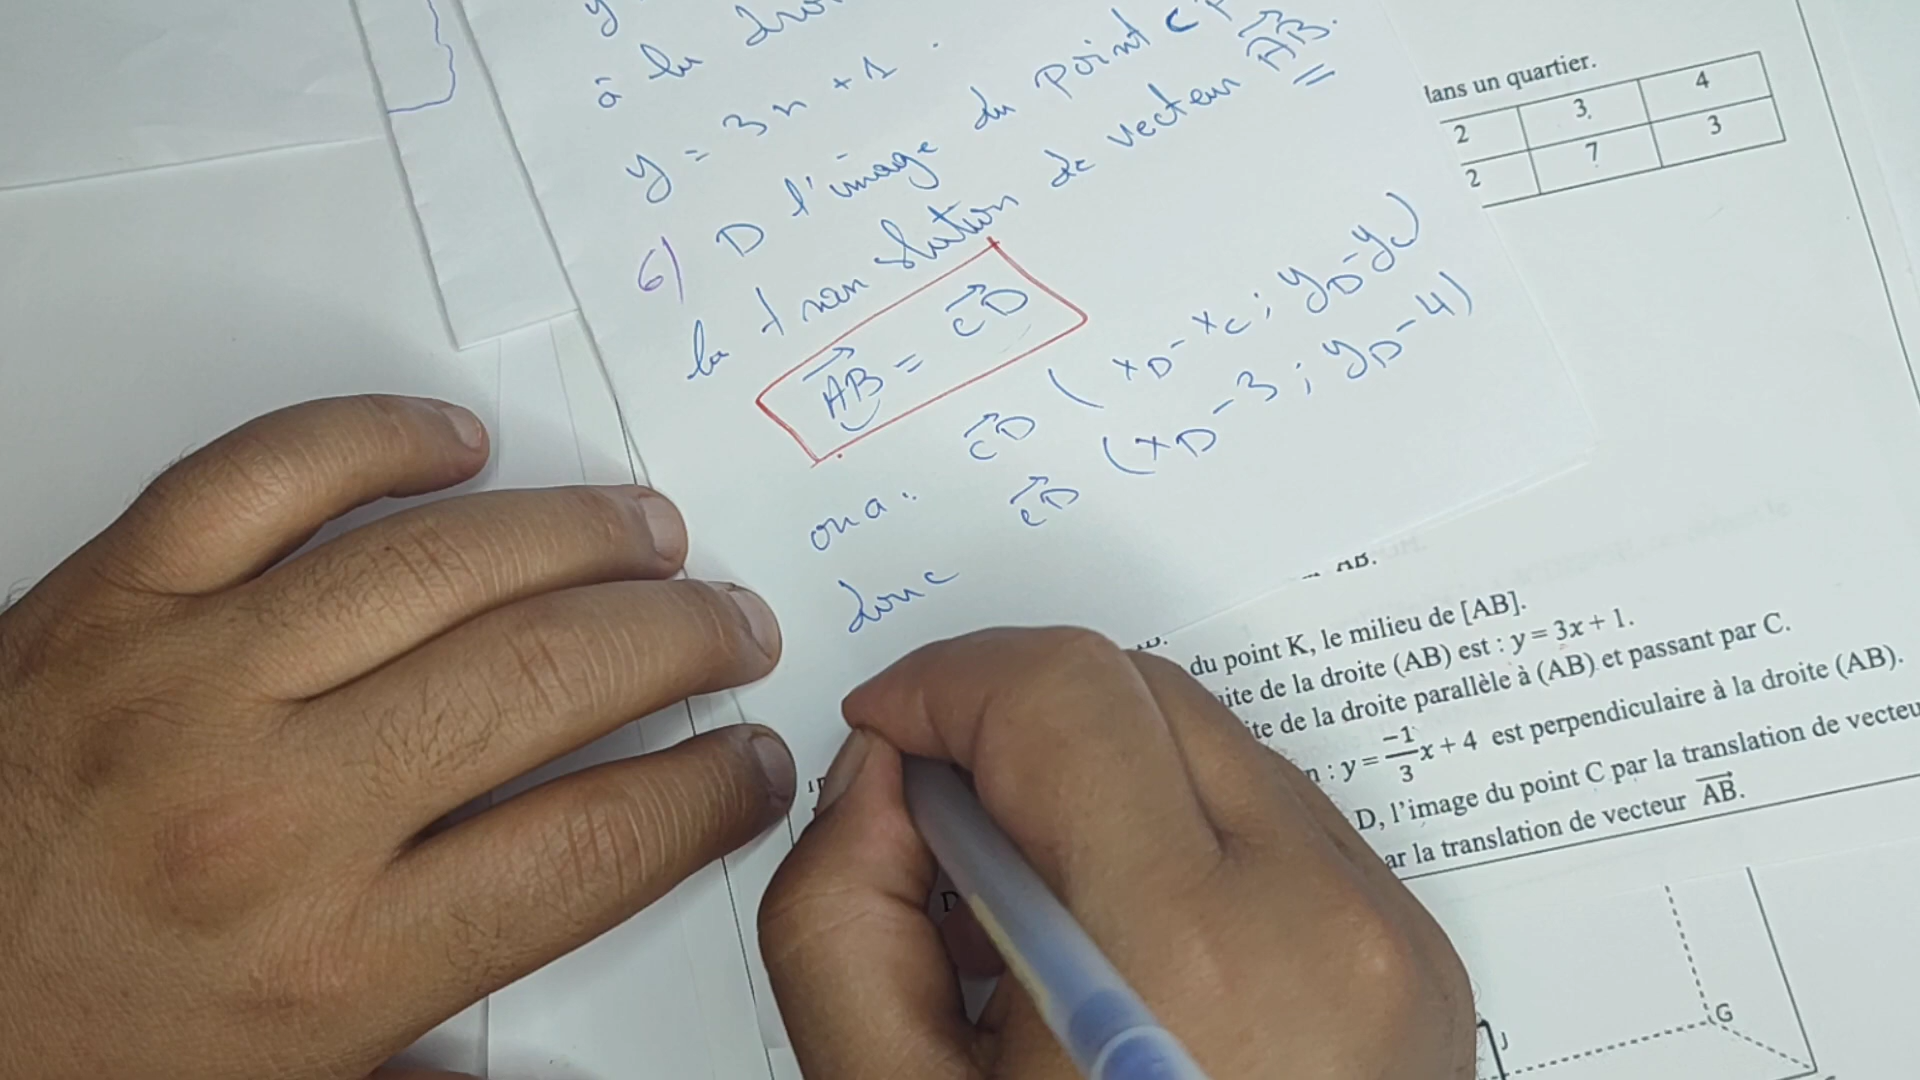 à la
y = 3x + 1.
6) D l'image du point C
la translation de vecteur AB.
AB = CD
on a : CD ( xD - xC ; yD - yC )
donc CD ( xD - 3 ; yD - 4 )
dans un quartier.
2 3 4
2 7 3
AB.
du point K, le milieu de [AB].
ite de la droite (AB) est : y = 3x + 1.
ite de la droite parallèle à (AB) et passant par C.
n : y = -1/3 x + 4 est perpendiculaire à la droite (AB).
D, l'image du point C par la translation de vecteu
ar la translation de vecteur AB.
D
J
G